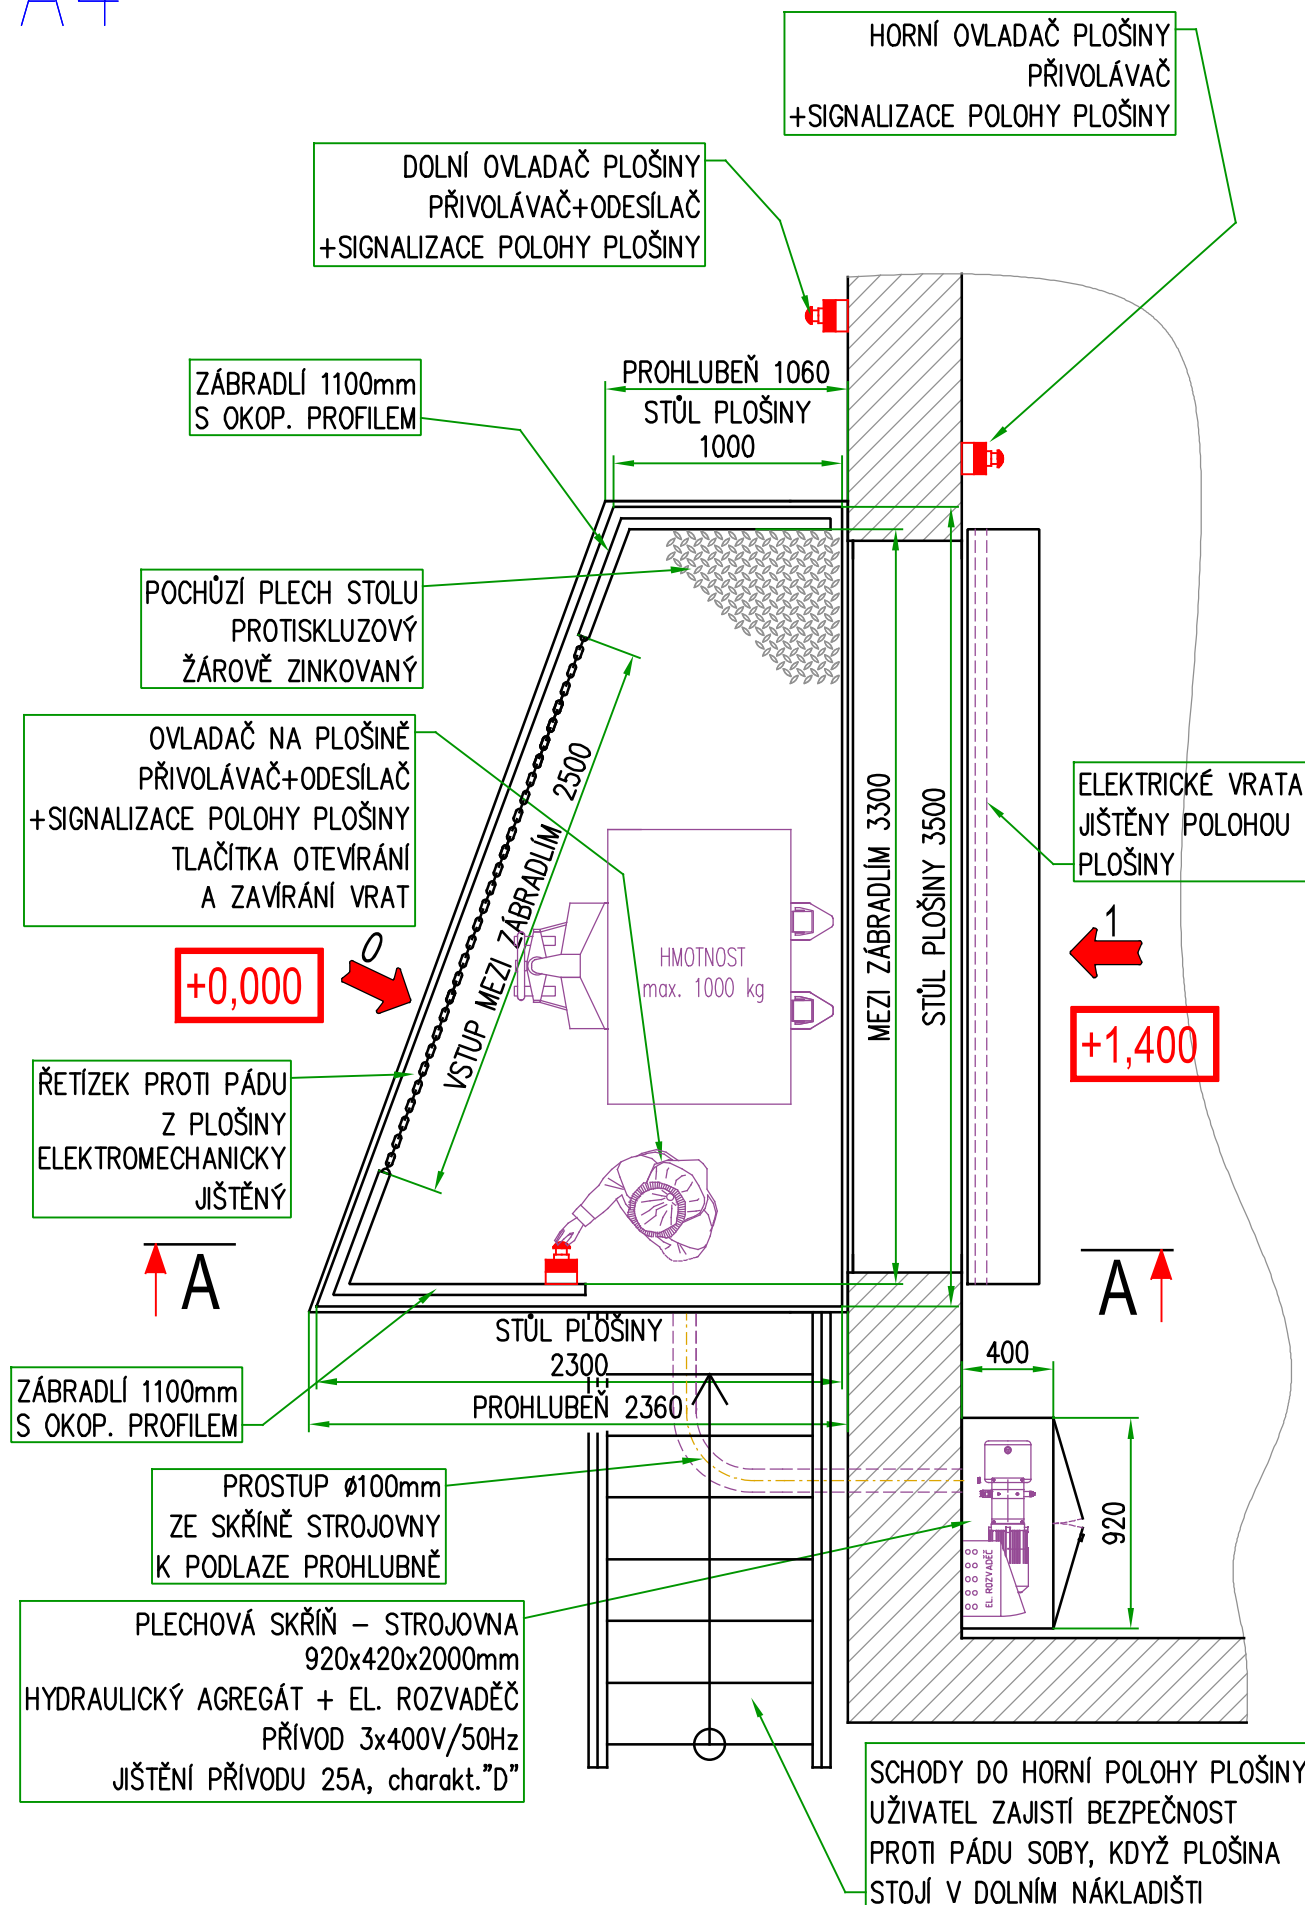 A4
HORNÍ OVLADAČ PLOŠINY
PŘIVOLÁVAČ
+SIGNALIZACE POLOHY PLOŠINY
DOLNÍ OVLADAČ PLOŠINY
PŘIVOLÁVAČ+ODESÍLAČ
+SIGNALIZACE POLOHY PLOŠINY
ZÁBRADLÍ 1100mm
S OKOP. PROFILEM
PROHLUBEŇ 1060
STŮL PLOŠINY
1000
POCHŮZÍ PLECH STOLU
PROTISKLUZOVÝ
ŽÁROVĚ ZINKOVANÝ
OVLADAČ NA PLOŠINĚ
PŘIVOLÁVAČ+ODESÍLAČ
+SIGNALIZACE POLOHY PLOŠINY
TLAČÍTKA OTEVÍRÁNÍ
A ZAVÍRÁNÍ VRAT
VSTUP MEZI ZÁBRADLÍM 2500
MEZI ZÁBRADLÍM 3300
STŮL PLOŠINY 3500
ELEKTRICKÉ VRATA
JIŠTĚNY POLOHOU
PLOŠINY
0
+0,000
HMOTNOST
max. 1000 kg
1
+1,400
ŘETÍZEK PROTI PÁDU
Z PLOŠINY
ELEKTROMECHANICKY
JIŠTĚNÝ
A
A
STŮL PLOŠINY
2300
PROHLUBEŇ 2360
ZÁBRADLÍ 1100mm
S OKOP. PROFILEM
400
920
EL. ROZVADĚČ
PROSTUP ø100mm
ZE SKŘÍNĚ STROJOVNY
K PODLAZE PROHLUBNĚ
PLECHOVÁ SKŘÍŇ – STROJOVNA
920x420x2000mm
HYDRAULICKÝ AGREGÁT + EL. ROZVADĚČ
PŘÍVOD 3x400V/50Hz
JIŠTĚNÍ PŘÍVODU 25A, charakt."D"
SCHODY DO HORNÍ POLOHY PLOŠINY
UŽIVATEL ZAJISTÍ BEZPEČNOST
PROTI PÁDU SOBY, KDYŽ PLOŠINA
STOJÍ V DOLNÍM NÁKLADIŠTI